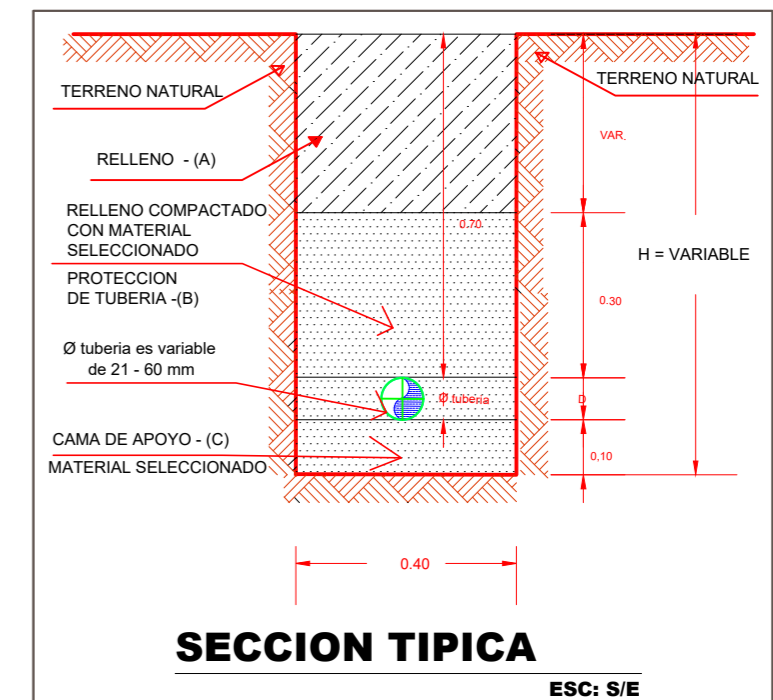 TERRENO NATURAL
TERRENO NATURAL
VAR.
RELLENO - (A)
RELLENO COMPACTADO
CON MATERIAL
SELECCIONADO
0.70
H = VARIABLE
PROTECCION
DE TUBERIA -(B)
0.30
Ø tuberia es variable
de 21 - 60 mm
Ø tuberia
D
CAMA DE APOYO - (C)
MATERIAL SELECCIONADO
0,10
0.40
SECCION TIPICA
ESC: S/E